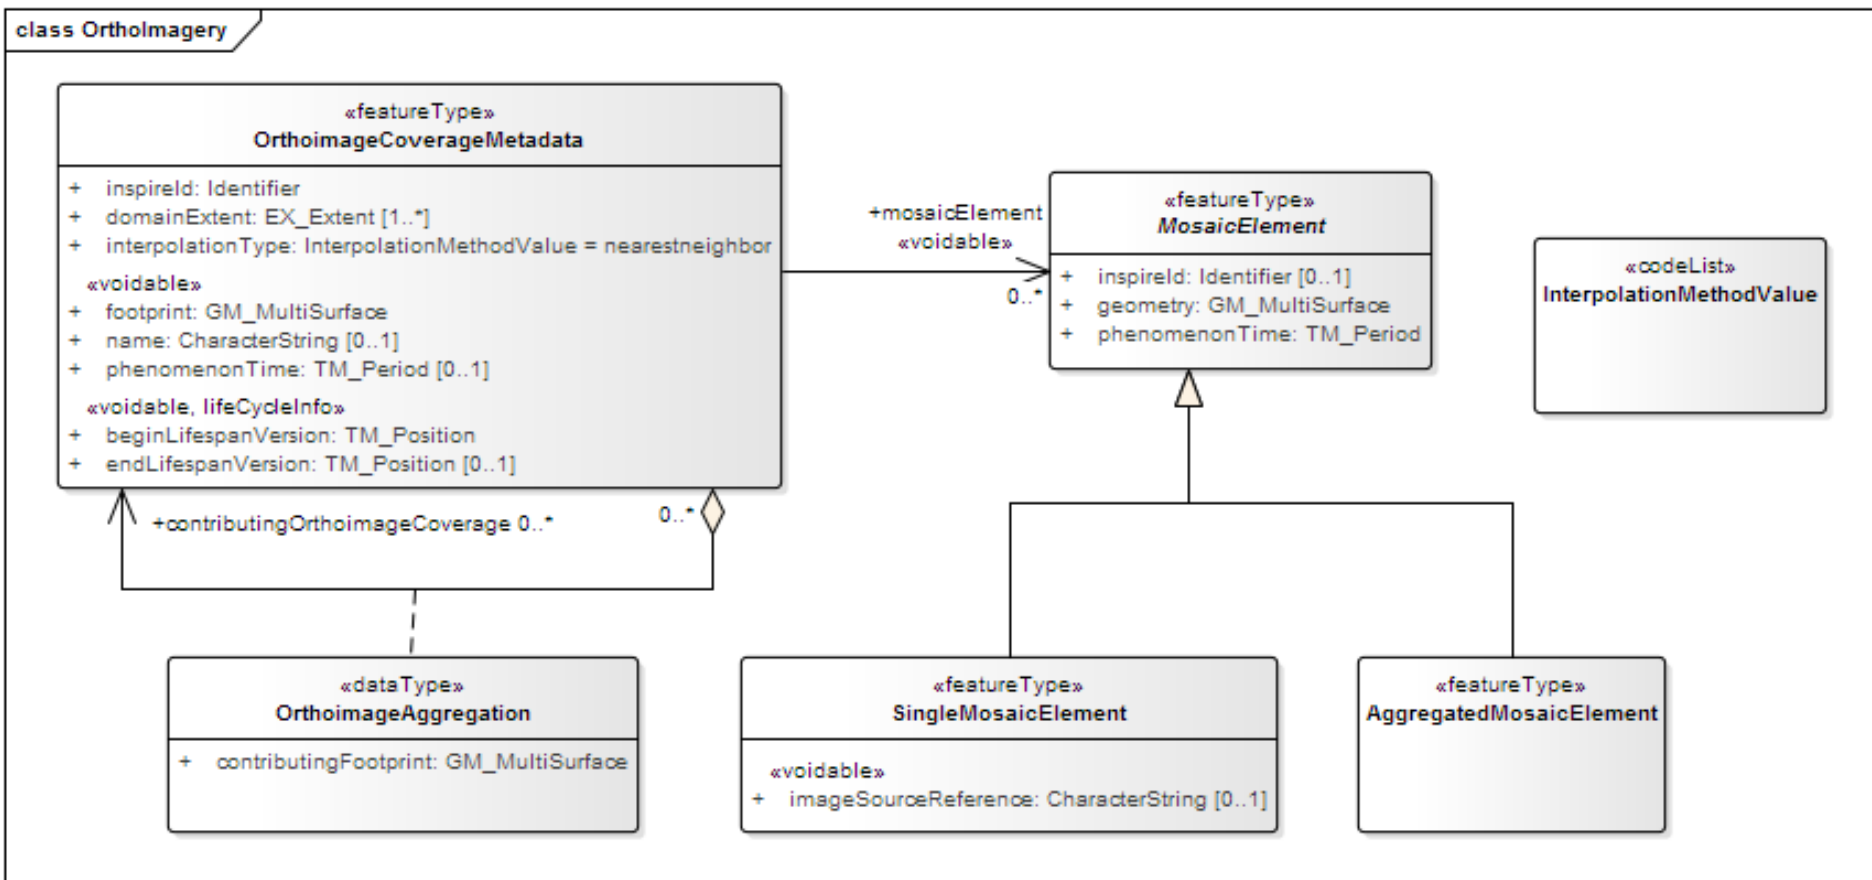 class OrthoImagery
«featureType»
OrthoimageCoverageMetadata
+ inspireId: Identifier
+ domainExtent: EX_Extent [1..*]
+ interpolationType: InterpolationMethodValue = nearestneighbor
«voidable»
+ footprint: GM_MultiSurface
+ name: CharacterString [0..1]
+ phenomenonTime: TM_Period [0..1]
«voidable, lifeCycleInfo»
+ beginLifespanVersion: TM_Position
+ endLifespanVersion: TM_Position [0..1]
+mosaicElement
«voidable»
0..*
«featureType»
MosaicElement
+ inspireId: Identifier [0..1]
+ geometry: GM_MultiSurface
+ phenomenonTime: TM_Period
«codeList»
InterpolationMethodValue
+contributingOrthoimageCoverage 0..*
0..*
«dataType»
OrthoimageAggregation
+ contributingFootprint: GM_MultiSurface
«featureType»
SingleMosaicElement
«voidable»
+ imageSourceReference: CharacterString [0..1]
«featureType»
AggregatedMosaicElement